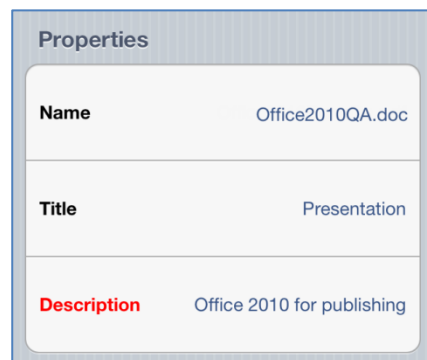 Properties
Name Office2010QA.doc
Title Presentation
Description Office 2010 for publishing